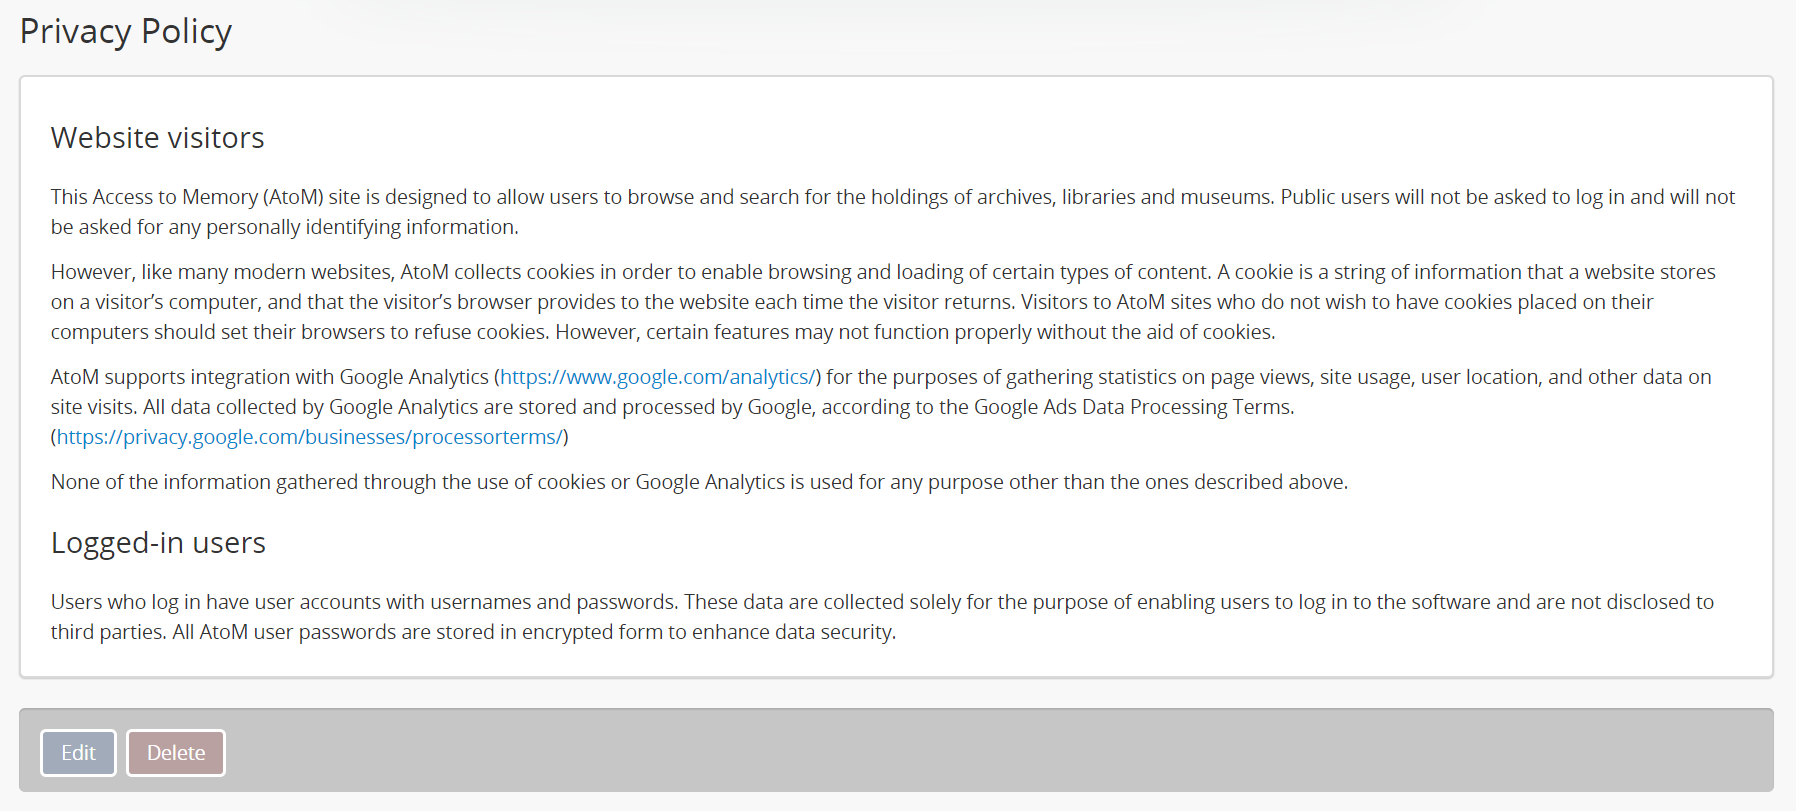 Privacy Policy
Website visitors
This Access to Memory (AtoM) site is designed to allow users to browse and search for the holdings of archives, libraries and museums. Public users will not be asked to log in and will not
be asked for any personally identifying information.
However, like many modern websites, AtoM collects cookies in order to enable browsing and loading of certain types of content. A cookie is a string of information that a website stores
on a visitor’s computer, and that the visitor’s browser provides to the website each time the visitor returns. Visitors to AtoM sites who do not wish to have cookies placed on their
computers should set their browsers to refuse cookies. However, certain features may not function properly without the aid of cookies.
AtoM supports integration with Google Analytics (https://www.google.com/analytics/) for the purposes of gathering statistics on page views, site usage, user location, and other data on
site visits. All data collected by Google Analytics are stored and processed by Google, according to the Google Ads Data Processing Terms.
(https://privacy.google.com/businesses/processorterms/)
None of the information gathered through the use of cookies or Google Analytics is used for any purpose other than the ones described above.
Logged-in users
Users who log in have user accounts with usernames and passwords. These data are collected solely for the purpose of enabling users to log in to the software and are not disclosed to
third parties. All AtoM user passwords are stored in encrypted form to enhance data security.
Edit Delete